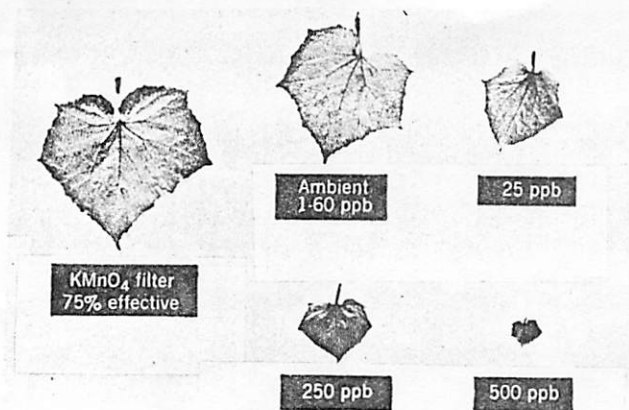 Ambient
1-60 ppb
25 ppb
KMnO₄ filter
75% effective
250 ppb
500 ppb